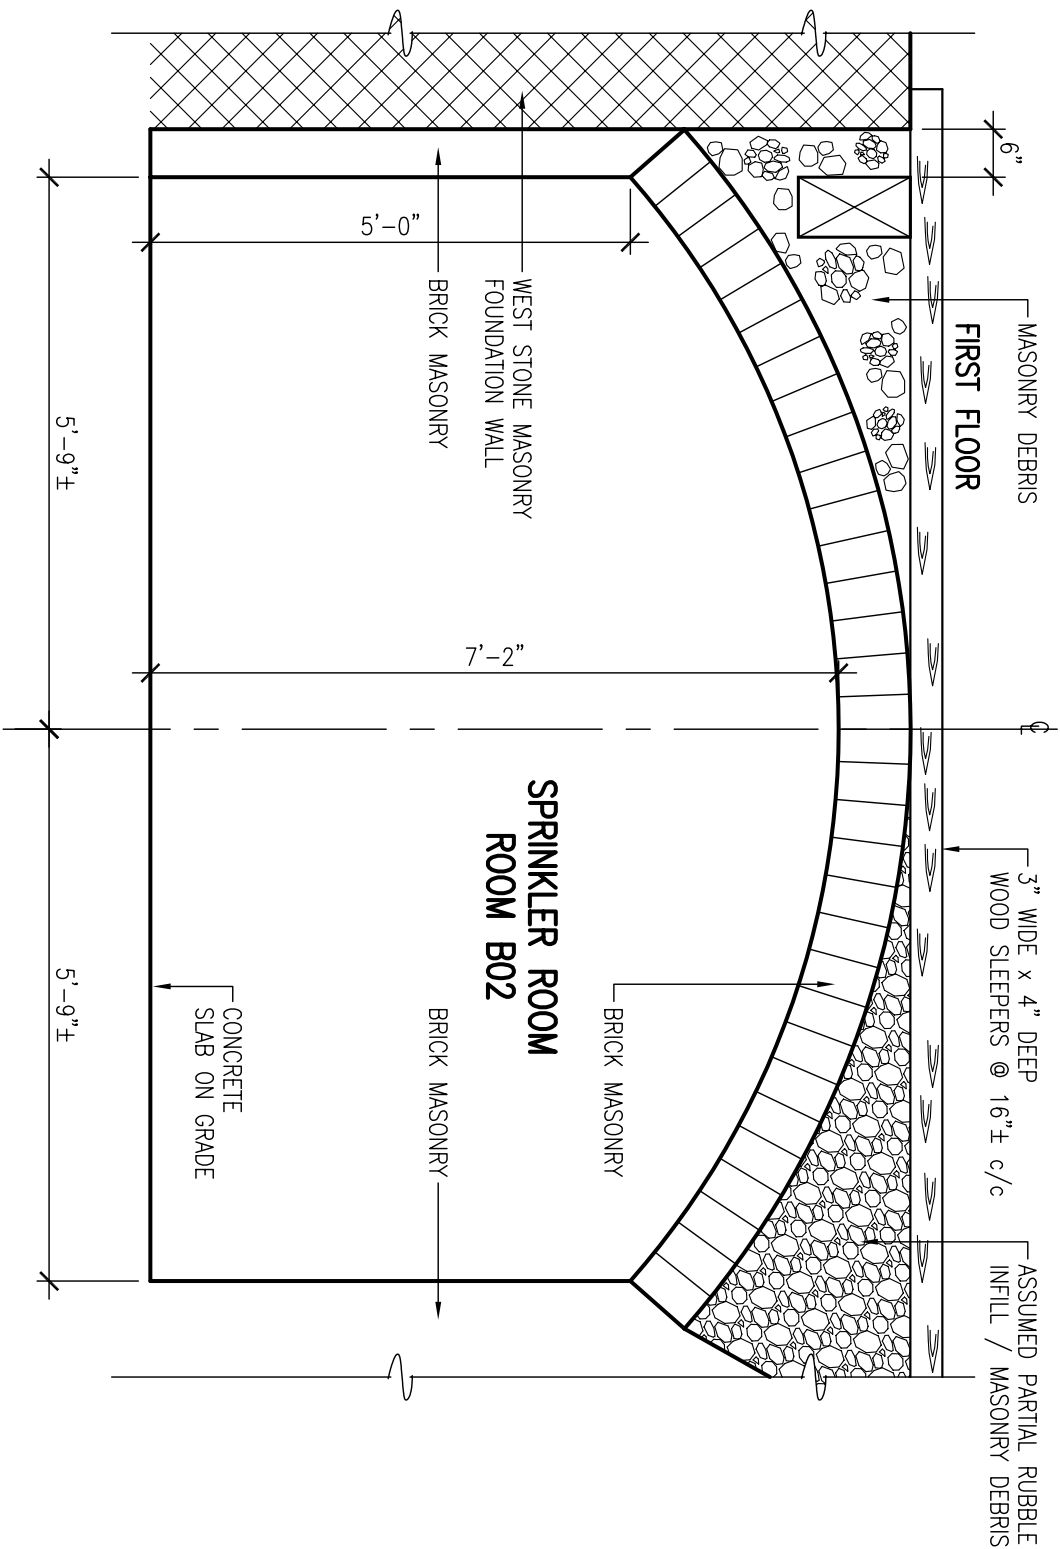 MASONRY DEBRIS
3" WIDE x 4" DEEP
WOOD SLEEPERS @ 16"± c/c
ASSUMED PARTIAL RUBBLE
INFILL / MASONRY DEBRIS
6"
℄
FIRST FLOOR
BRICK MASONRY
WEST STONE MASONRY
FOUNDATION WALL
SPRINKLER ROOM
ROOM B02
7'-2"
5'-0"
BRICK MASONRY
BRICK MASONRY
CONCRETE
SLAB ON GRADE
5'-9"±
5'-9"±